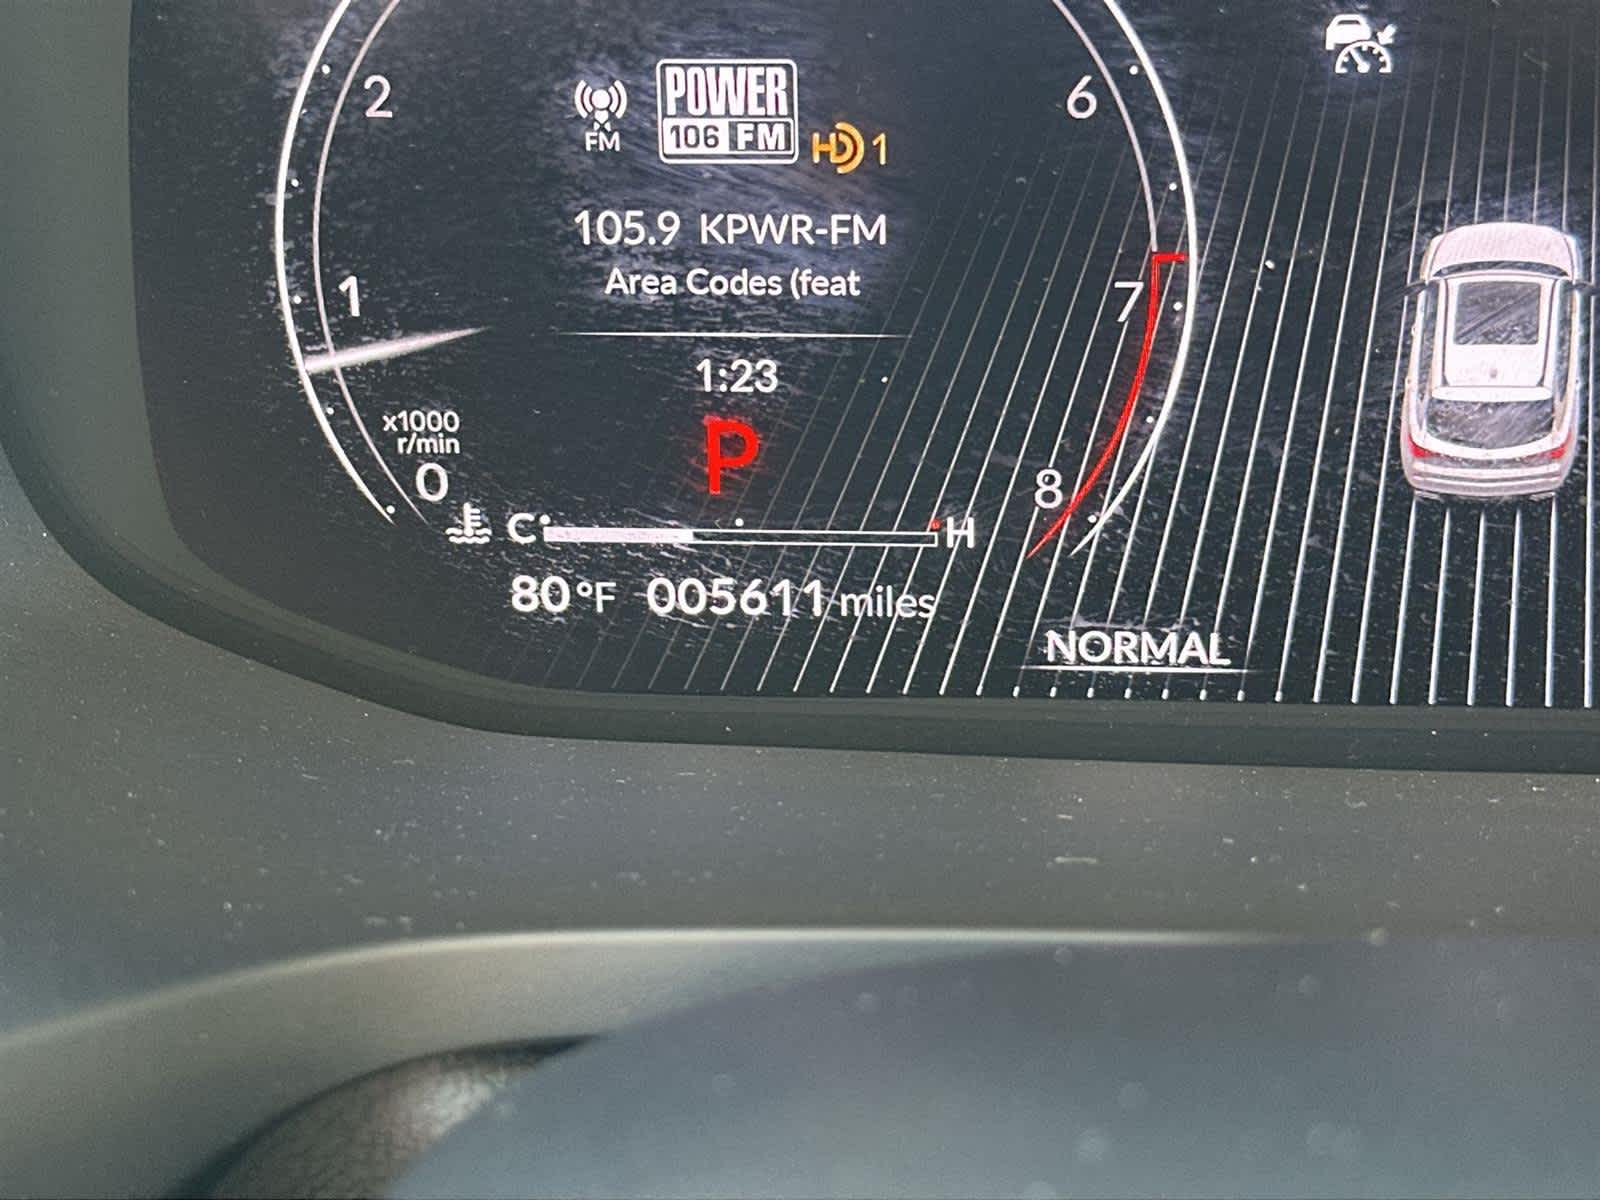 2
6
FM
POWER
106 FM
HD 1
105.9 KPWR-FM
Area Codes (feat
1
7
1:23
x1000
r/min
P
0
8
C
H
80°F 005611 miles
NORMAL